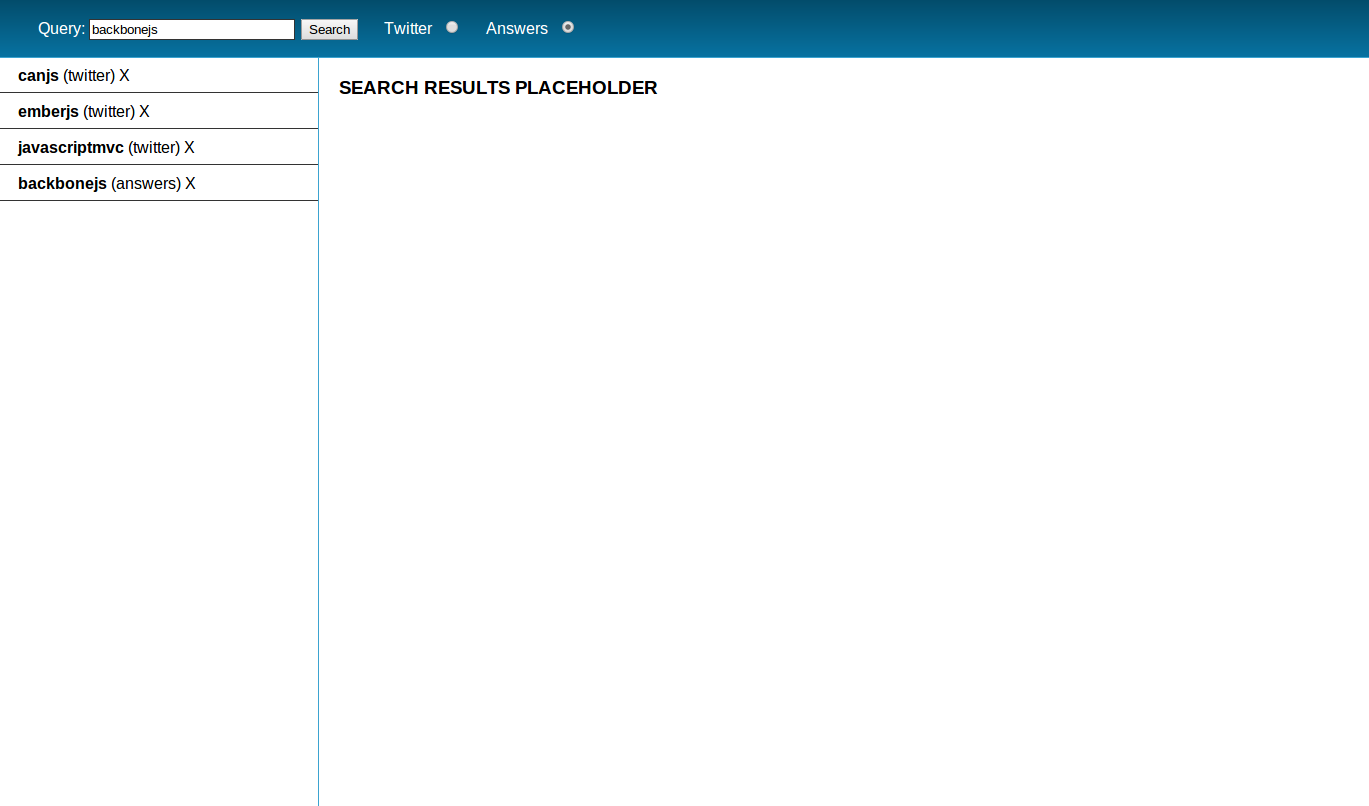 Query: backbonejs Search Twitter Answers
canjs (twitter) X
emberjs (twitter) X
javascriptmvc (twitter) X
backbonejs (answers) X
SEARCH RESULTS PLACEHOLDER